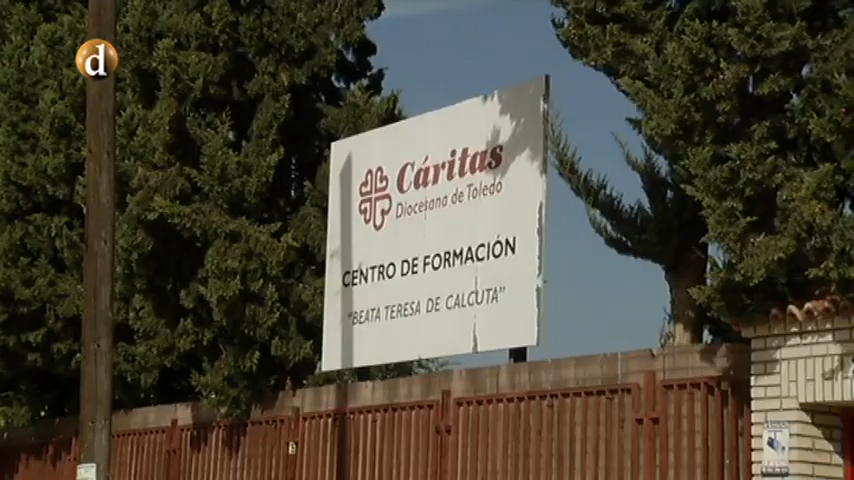 d
Cáritas
Diocesana de Toledo
CENTRO DE FORMACIÓN
"BEATA TERESA DE CALCUTA"